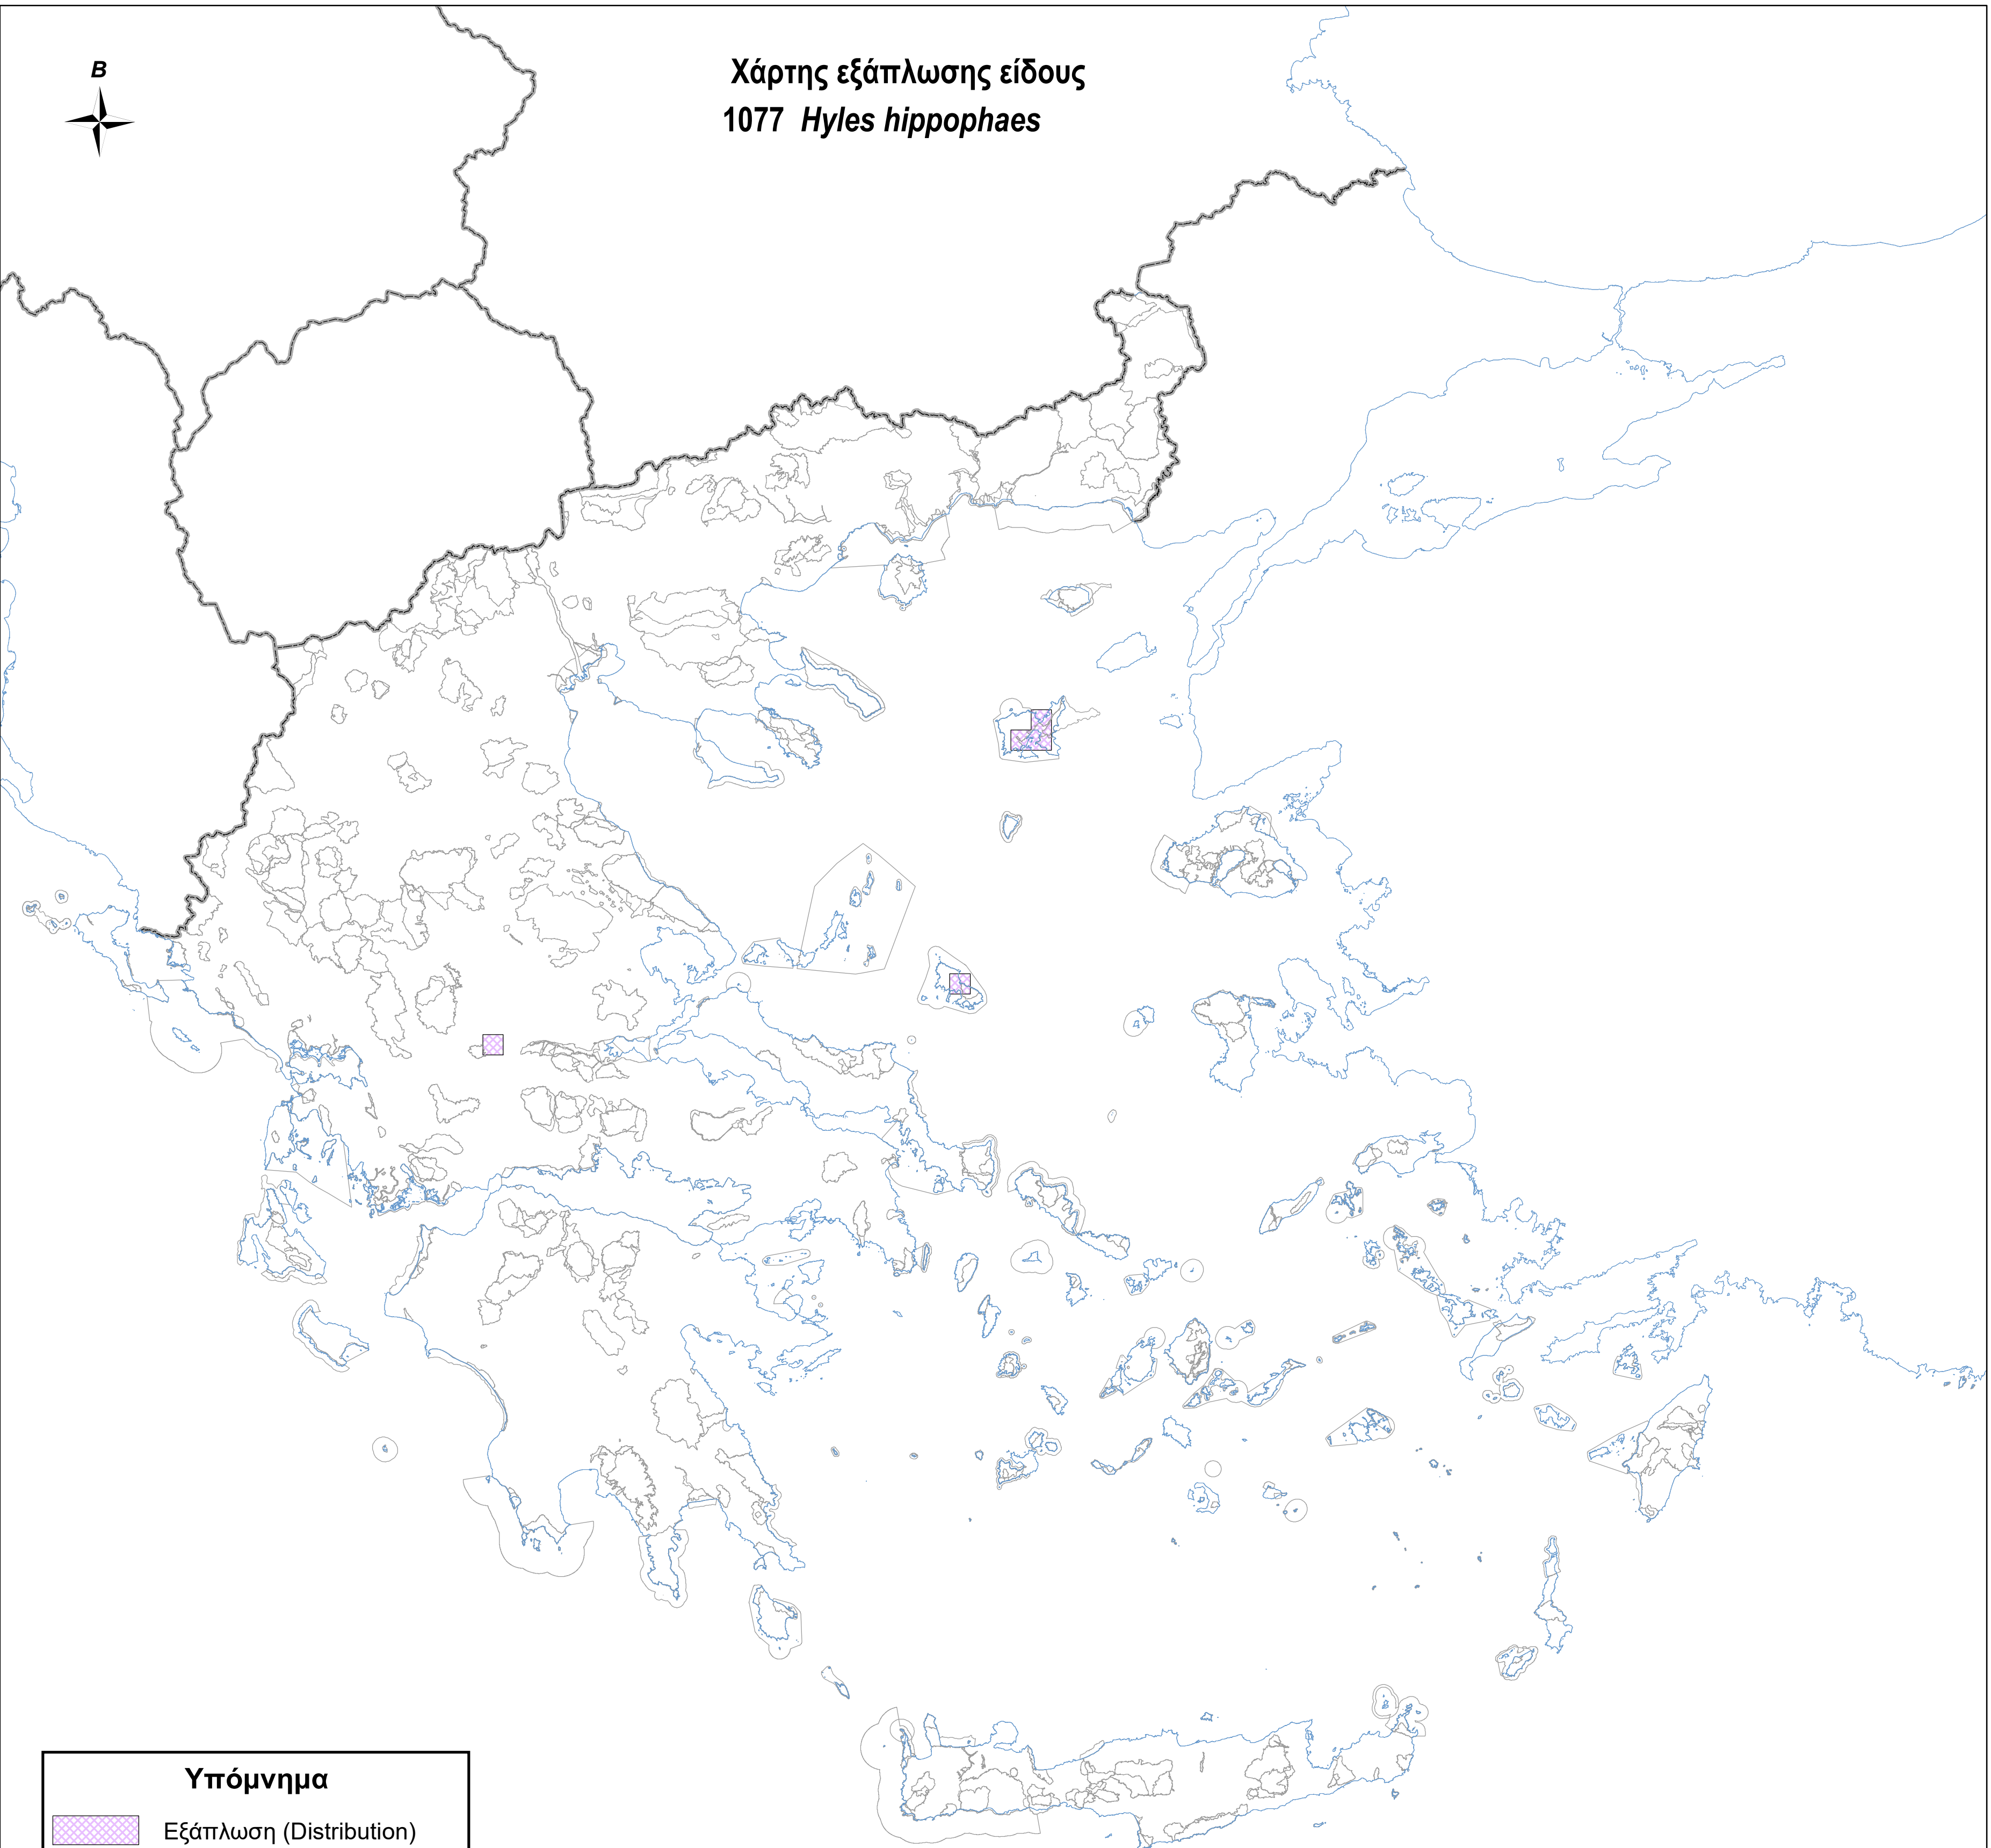 Β
Χάρτης εξάπλωσης είδους
1077 Hyles hippophaes
Υπόμνημα
Εξάπλωση (Distribution)